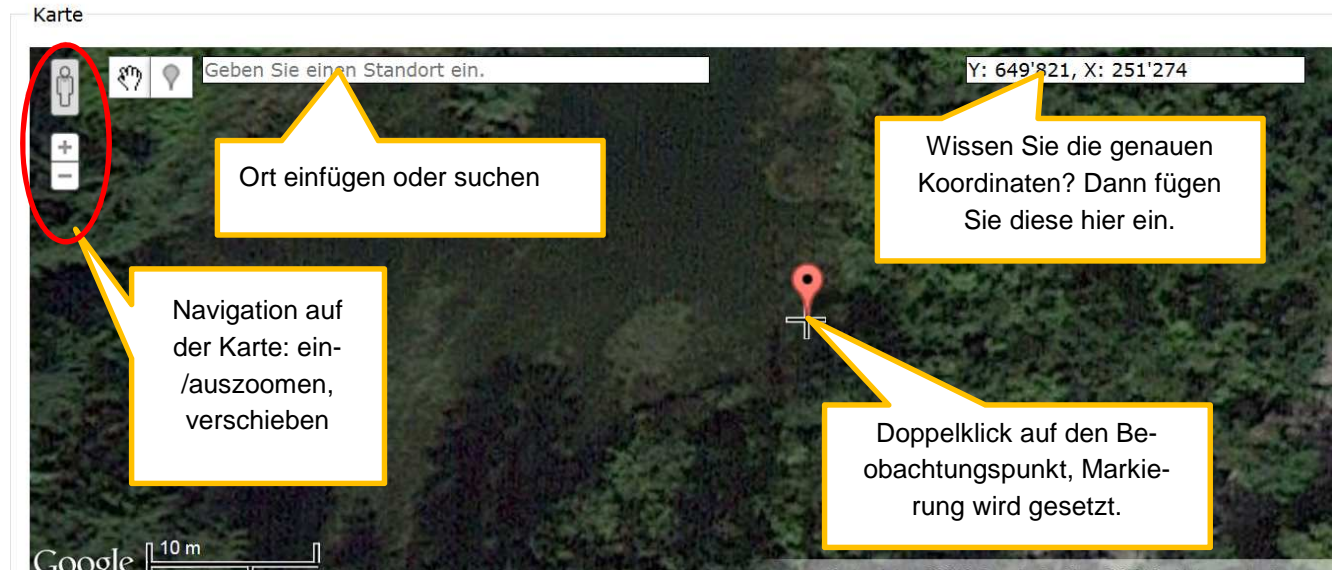 Karte
Geben Sie einen Standort ein.
Y: 649'821, X: 251'274
Ort einfügen oder suchen
Wissen Sie die genauen
Koordinaten? Dann fügen
Sie diese hier ein.
Navigation auf
der Karte: ein-
/auszoomen,
verschieben
Doppelklick auf den Be-
obachtungspunkt, Markie-
rung wird gesetzt.
Google
10 m